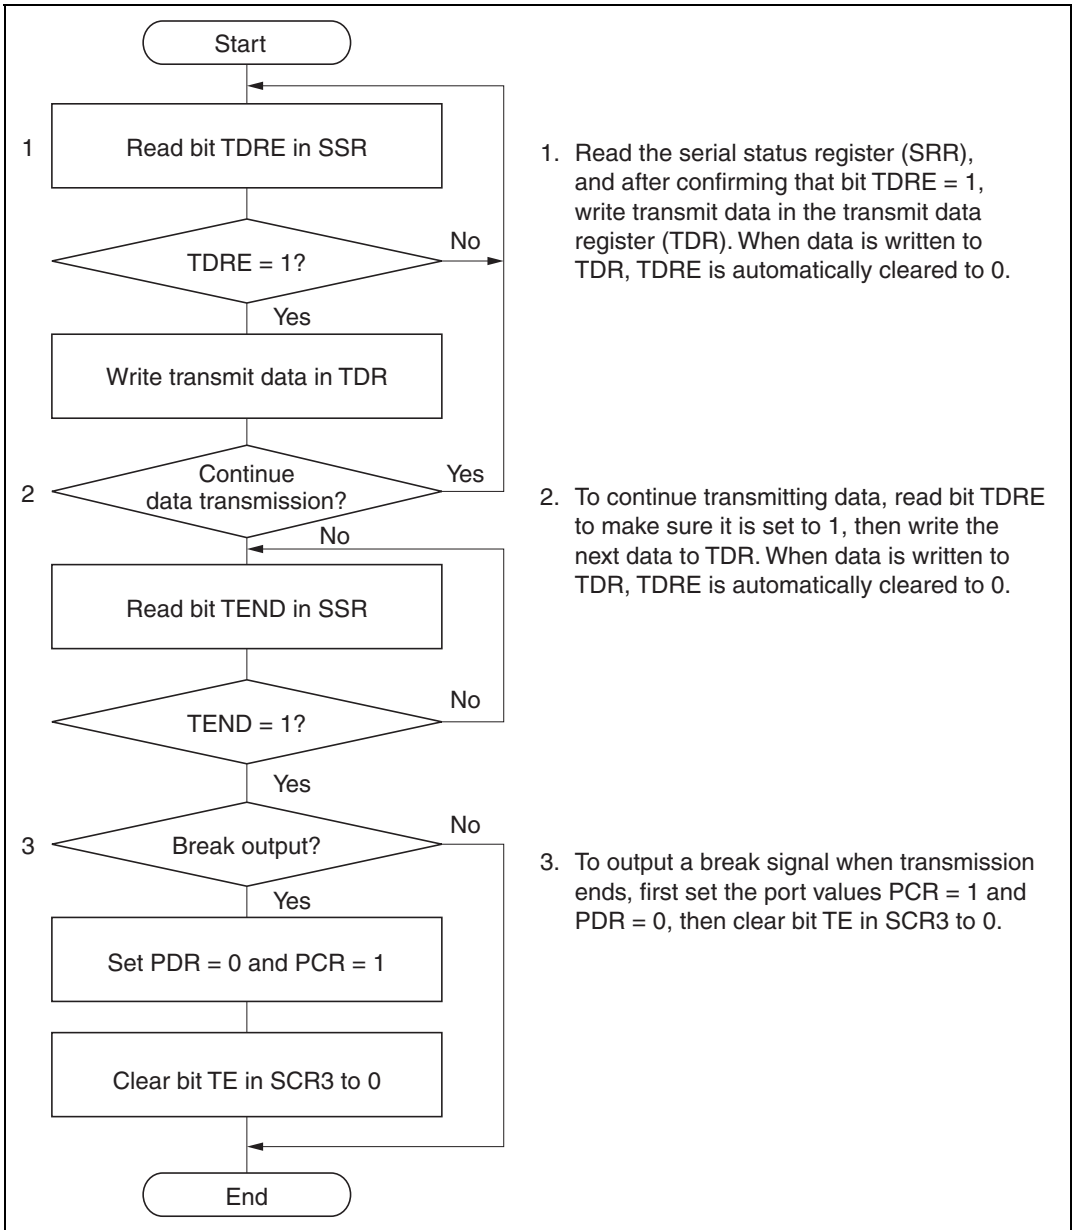 Start
1
Read bit TDRE in SSR
TDRE = 1?
No
Yes
Write transmit data in TDR
2
Continue
data transmission?
Yes
No
Read bit TEND in SSR
TEND = 1?
No
Yes
3
Break output?
No
Yes
Set PDR = 0 and PCR = 1
Clear bit TE in SCR3 to 0
End
1. Read the serial status register (SRR),
and after confirming that bit TDRE = 1,
write transmit data in the transmit data
register (TDR). When data is written to
TDR, TDRE is automatically cleared to 0.
2. To continue transmitting data, read bit TDRE
to make sure it is set to 1, then write the
next data to TDR. When data is written to
TDR, TDRE is automatically cleared to 0.
3. To output a break signal when transmission
ends, first set the port values PCR = 1 and
PDR = 0, then clear bit TE in SCR3 to 0.